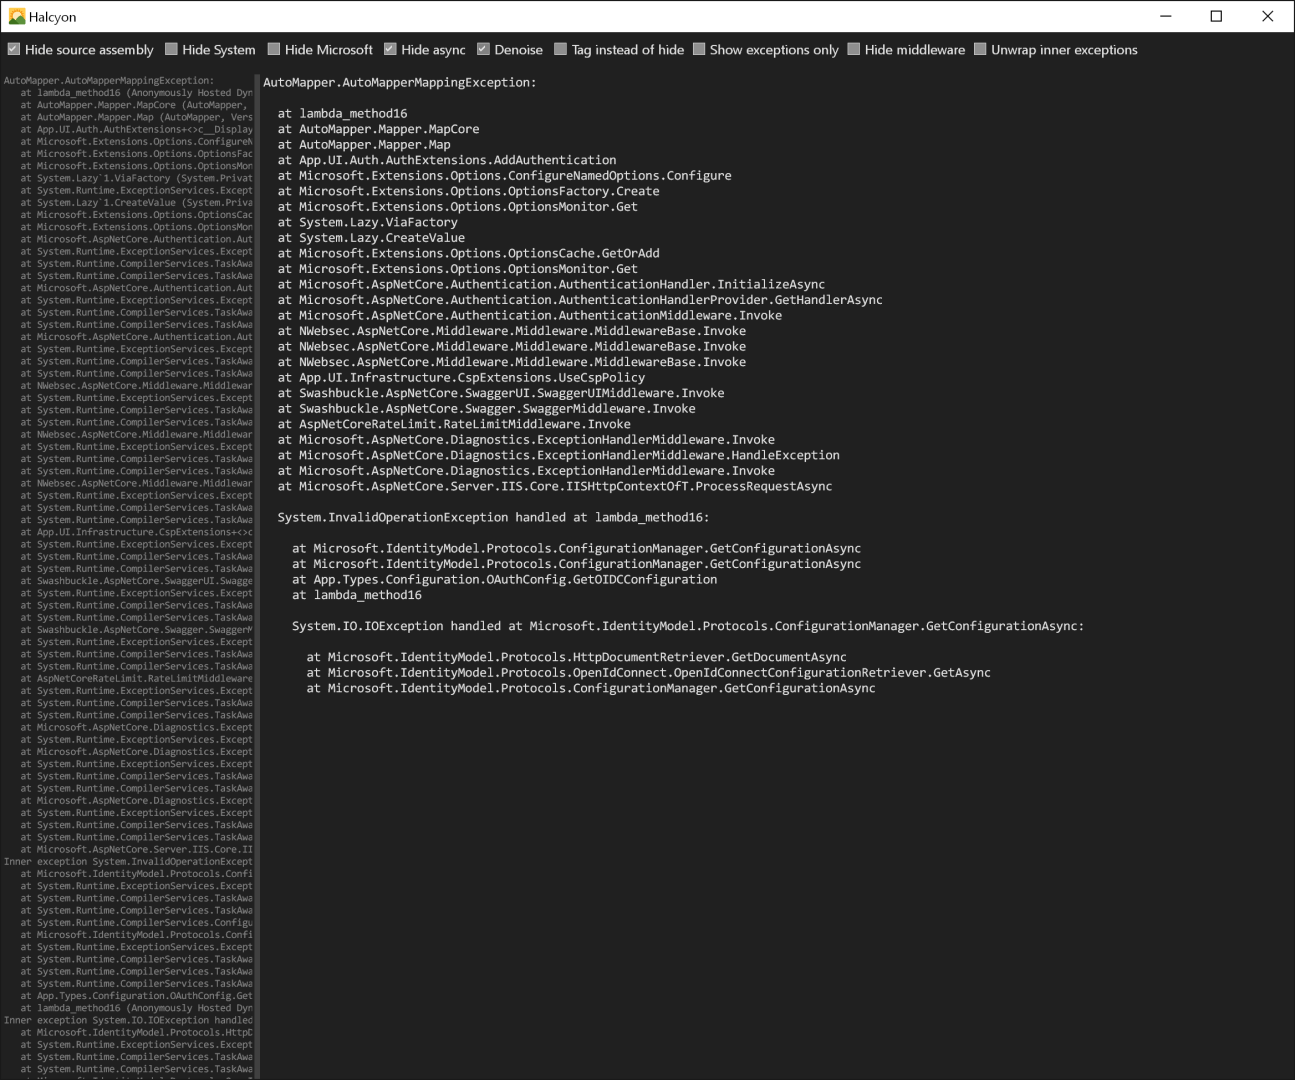 Halcyon
Hide source assembly Hide System Hide Microsoft Hide async Denoise Tag instead of hide Show exceptions only Hide middleware Unwrap inner exceptions
AutoMapper.AutoMapperMappingException:
at lambda_method16 (Anonymously Hosted Dyn
at AutoMapper.Mapper.MapCore (AutoMapper,
at AutoMapper.Mapper.Map (AutoMapper, Vers
at App.UI.Auth.AuthExtensions+<>c__Display
at Microsoft.Extensions.Options.ConfigureN
at Microsoft.Extensions.Options.OptionsFac
at Microsoft.Extensions.Options.OptionsMon
at System.Lazy`1.ViaFactory (System.Privat
at System.Runtime.ExceptionServices.Except
at System.Lazy`1.CreateValue (System.Priva
at Microsoft.Extensions.Options.OptionsCac
at Microsoft.Extensions.Options.OptionsMon
at Microsoft.AspNetCore.Authentication.Aut
at System.Runtime.ExceptionServices.Except
at System.Runtime.CompilerServices.TaskAwa
at System.Runtime.CompilerServices.TaskAwa
at Microsoft.AspNetCore.Authentication.Aut
at System.Runtime.ExceptionServices.Except
at System.Runtime.CompilerServices.TaskAwa
at System.Runtime.CompilerServices.TaskAwa
at Microsoft.AspNetCore.Authentication.Aut
at System.Runtime.ExceptionServices.Except
at System.Runtime.CompilerServices.TaskAwa
at System.Runtime.CompilerServices.TaskAwa
at NWebsec.AspNetCore.Middleware.Middlewar
at System.Runtime.ExceptionServices.Except
at System.Runtime.CompilerServices.TaskAwa
at System.Runtime.CompilerServices.TaskAwa
at NWebsec.AspNetCore.Middleware.Middlewar
at System.Runtime.ExceptionServices.Except
at System.Runtime.CompilerServices.TaskAwa
at System.Runtime.CompilerServices.TaskAwa
at NWebsec.AspNetCore.Middleware.Middlewar
at System.Runtime.ExceptionServices.Except
at System.Runtime.CompilerServices.TaskAwa
at System.Runtime.CompilerServices.TaskAwa
at App.UI.Infrastructure.CspExtensions+<>c
at System.Runtime.ExceptionServices.Except
at System.Runtime.CompilerServices.TaskAwa
at System.Runtime.CompilerServices.TaskAwa
at Swashbuckle.AspNetCore.SwaggerUI.Swagge
at System.Runtime.ExceptionServices.Except
at System.Runtime.CompilerServices.TaskAwa
at System.Runtime.CompilerServices.TaskAwa
at Swashbuckle.AspNetCore.Swagger.SwaggerM
at System.Runtime.ExceptionServices.Except
at System.Runtime.CompilerServices.TaskAwa
at System.Runtime.CompilerServices.TaskAwa
at AspNetCoreRateLimit.RateLimitMiddleware
at System.Runtime.ExceptionServices.Except
at System.Runtime.CompilerServices.TaskAwa
at System.Runtime.CompilerServices.TaskAwa
at Microsoft.AspNetCore.Diagnostics.Except
at System.Runtime.ExceptionServices.Except
at Microsoft.AspNetCore.Diagnostics.Except
at System.Runtime.ExceptionServices.Except
at System.Runtime.CompilerServices.TaskAwa
at System.Runtime.CompilerServices.TaskAwa
at Microsoft.AspNetCore.Diagnostics.Except
at System.Runtime.ExceptionServices.Except
at System.Runtime.CompilerServices.TaskAwa
at System.Runtime.CompilerServices.TaskAwa
at Microsoft.AspNetCore.Server.IIS.Core.II
Inner exception System.InvalidOperationExcept
at Microsoft.IdentityModel.Protocols.Confi
at System.Runtime.ExceptionServices.Except
at System.Runtime.CompilerServices.TaskAwa
at System.Runtime.CompilerServices.TaskAwa
at System.Runtime.CompilerServices.Configu
at Microsoft.IdentityModel.Protocols.Confi
at System.Runtime.ExceptionServices.Except
at System.Runtime.CompilerServices.TaskAwa
at System.Runtime.CompilerServices.TaskAwa
at System.Runtime.CompilerServices.TaskAwa
at App.Types.Configuration.OAuthConfig.Get
at lambda_method16 (Anonymously Hosted Dyn
Inner exception System.IO.IOException handled
at Microsoft.IdentityModel.Protocols.HttpD
at System.Runtime.ExceptionServices.Except
at System.Runtime.CompilerServices.TaskAwa
at System.Runtime.CompilerServices.TaskAwa
AutoMapper.AutoMapperMappingException:
at lambda_method16
at AutoMapper.Mapper.MapCore
at AutoMapper.Mapper.Map
at App.UI.Auth.AuthExtensions.AddAuthentication
at Microsoft.Extensions.Options.ConfigureNamedOptions.Configure
at Microsoft.Extensions.Options.OptionsFactory.Create
at Microsoft.Extensions.Options.OptionsMonitor.Get
at System.Lazy.ViaFactory
at System.Lazy.CreateValue
at Microsoft.Extensions.Options.OptionsCache.GetOrAdd
at Microsoft.Extensions.Options.OptionsMonitor.Get
at Microsoft.AspNetCore.Authentication.AuthenticationHandler.InitializeAsync
at Microsoft.AspNetCore.Authentication.AuthenticationHandlerProvider.GetHandlerAsync
at Microsoft.AspNetCore.Authentication.AuthenticationMiddleware.Invoke
at NWebsec.AspNetCore.Middleware.Middleware.MiddlewareBase.Invoke
at NWebsec.AspNetCore.Middleware.Middleware.MiddlewareBase.Invoke
at NWebsec.AspNetCore.Middleware.Middleware.MiddlewareBase.Invoke
at App.UI.Infrastructure.CspExtensions.UseCspPolicy
at Swashbuckle.AspNetCore.SwaggerUI.SwaggerUIMiddleware.Invoke
at Swashbuckle.AspNetCore.Swagger.SwaggerMiddleware.Invoke
at AspNetCoreRateLimit.RateLimitMiddleware.Invoke
at Microsoft.AspNetCore.Diagnostics.ExceptionHandlerMiddleware.Invoke
at Microsoft.AspNetCore.Diagnostics.ExceptionHandlerMiddleware.HandleException
at Microsoft.AspNetCore.Diagnostics.ExceptionHandlerMiddleware.Invoke
at Microsoft.AspNetCore.Server.IIS.Core.IISHttpContextOfT.ProcessRequestAsync
System.InvalidOperationException handled at lambda_method16:
at Microsoft.IdentityModel.Protocols.ConfigurationManager.GetConfigurationAsync
at Microsoft.IdentityModel.Protocols.ConfigurationManager.GetConfigurationAsync
at App.Types.Configuration.OAuthConfig.GetOIDCConfiguration
at lambda_method16
System.IO.IOException handled at Microsoft.IdentityModel.Protocols.ConfigurationManager.GetConfigurationAsync:
at Microsoft.IdentityModel.Protocols.HttpDocumentRetriever.GetDocumentAsync
at Microsoft.IdentityModel.Protocols.OpenIdConnect.OpenIdConnectConfigurationRetriever.GetAsync
at Microsoft.IdentityModel.Protocols.ConfigurationManager.GetConfigurationAsync